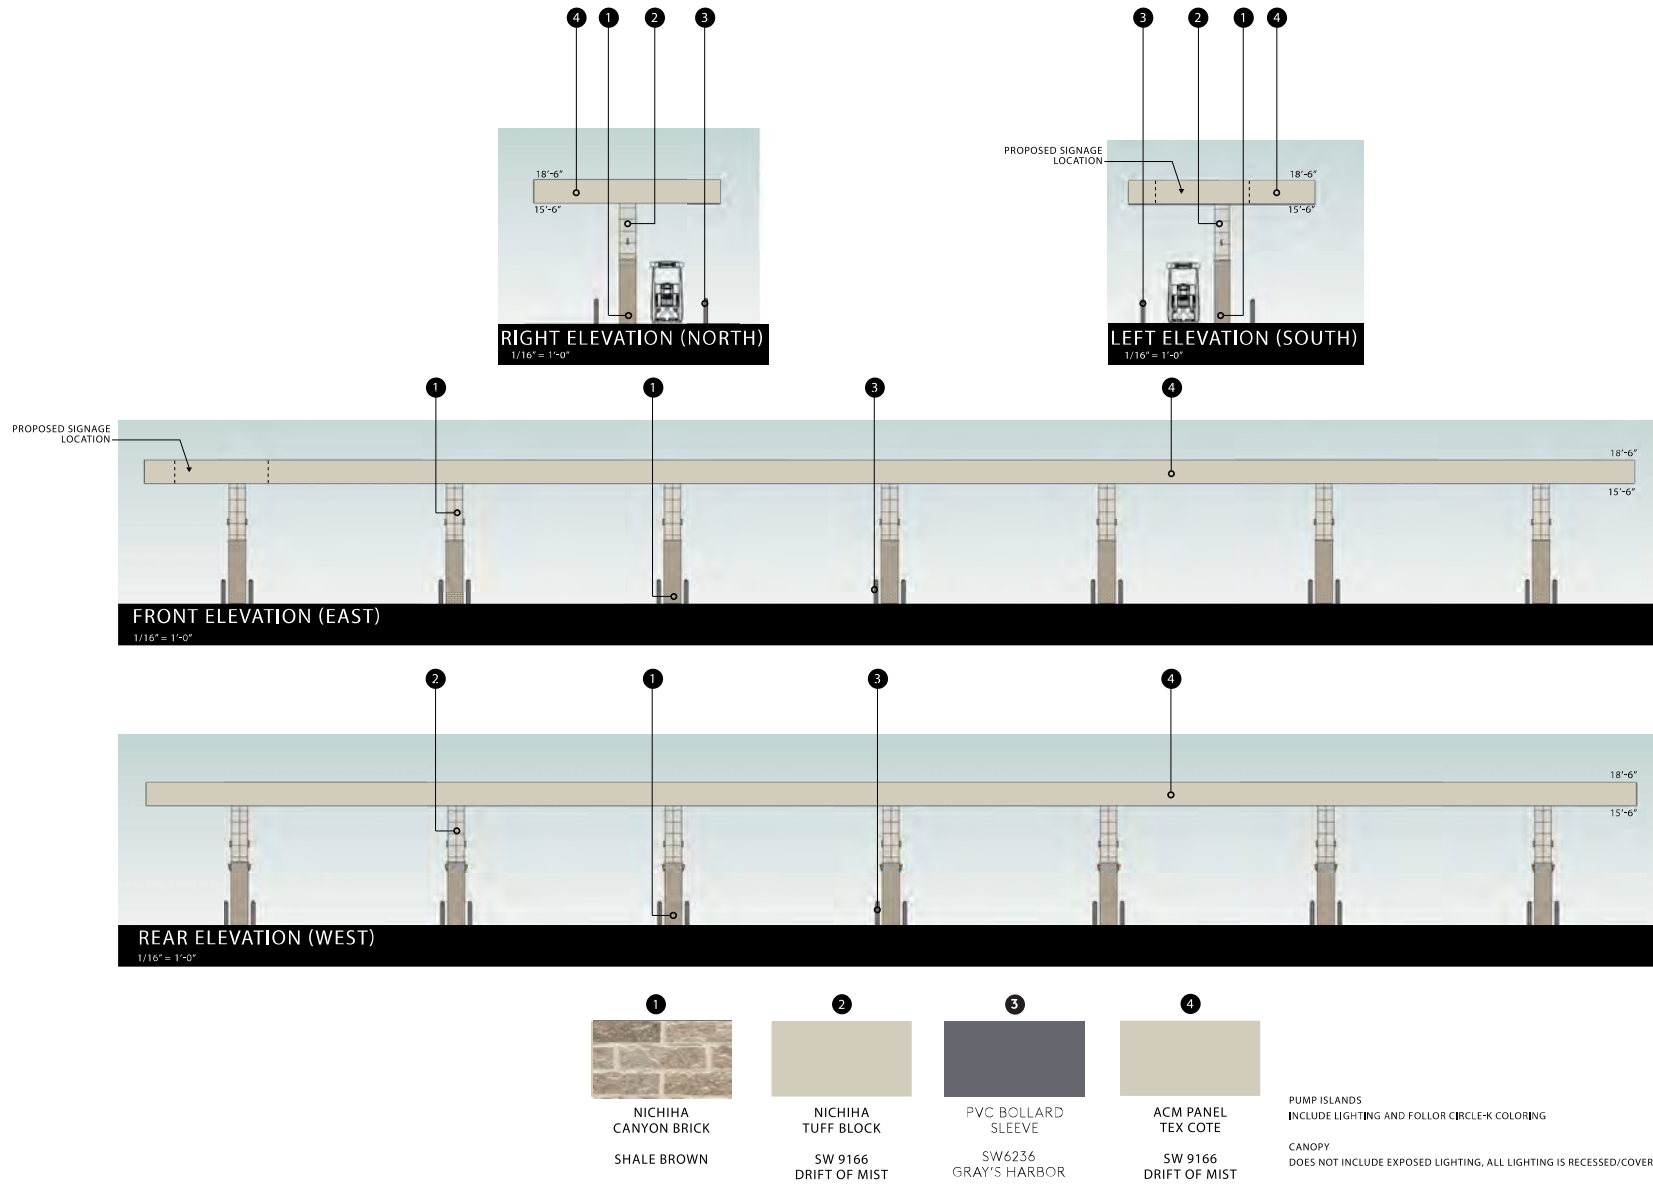 4 1 2 3
3 2 1 4
PROPOSED SIGNAGE
LOCATION
18'-6"
15'-6"
18'-6"
15'-6"
RIGHT ELEVATION (NORTH)
1/16" = 1'-0"
LEFT ELEVATION (SOUTH)
1/16" = 1'-0"
1 1 3 4
PROPOSED SIGNAGE
LOCATION
18'-6"
15'-6"
FRONT ELEVATION (EAST)
1/16" = 1'-0"
2 1 3 4
18'-6"
15'-6"
REAR ELEVATION (WEST)
1/16" = 1'-0"
1
NICHIHA
CANYON BRICK
SHALE BROWN
2
NICHIHA
TUFF BLOCK
SW 9166
DRIFT OF MIST
3
PVC BOLLARD
SLEEVE
SW6236
GRAY'S HARBOR
4
ACM PANEL
TEX COTE
SW 9166
DRIFT OF MIST
PUMP ISLANDS
INCLUDE LIGHTING AND FOLLOR CIRCLE-K COLORING
CANOPY
DOES NOT INCLUDE EXPOSED LIGHTING, ALL LIGHTING IS RECESSED/COVER